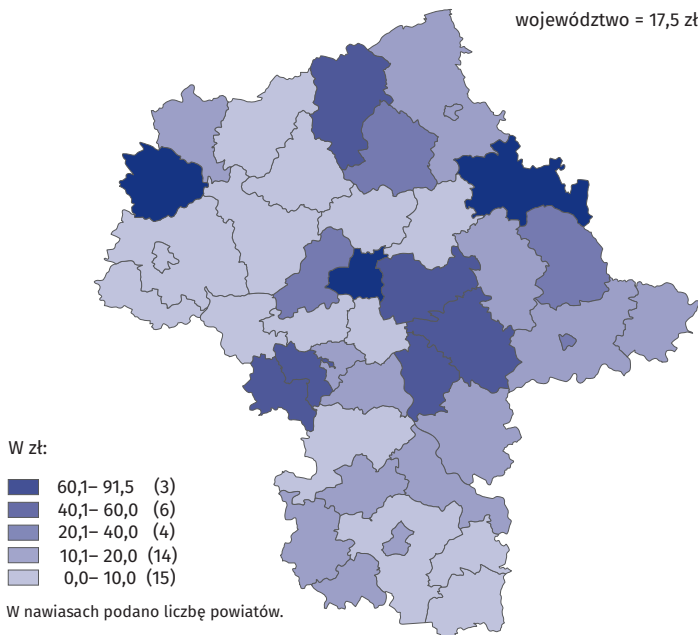 województwo = 17,5 zł
W zł:
60,1– 91,5 (3)
40,1– 60,0 (6)
20,1– 40,0 (4)
10,1– 20,0 (14)
0,0– 10,0 (15)
W nawiasach podano liczbę powiatów.